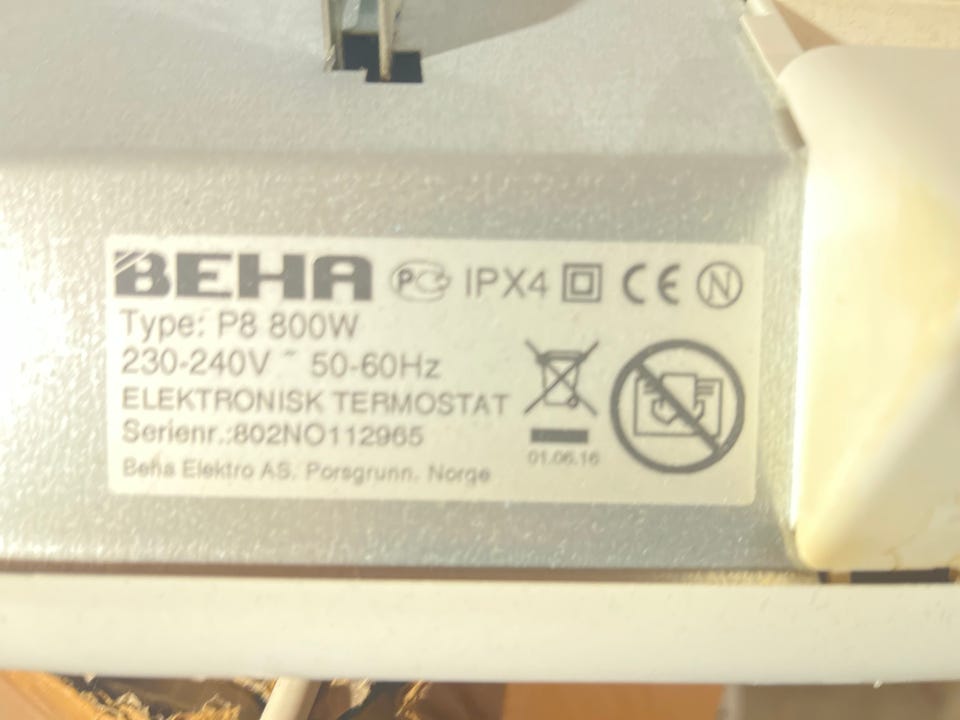 BEHA PC IPX4 CE N
Type: P8 800W
230-240V ~ 50-60Hz
ELEKTRONISK TERMOSTAT
Serienr.:802NO112965
01.06.16
Beha Elektro AS. Porsgrunn. Norge